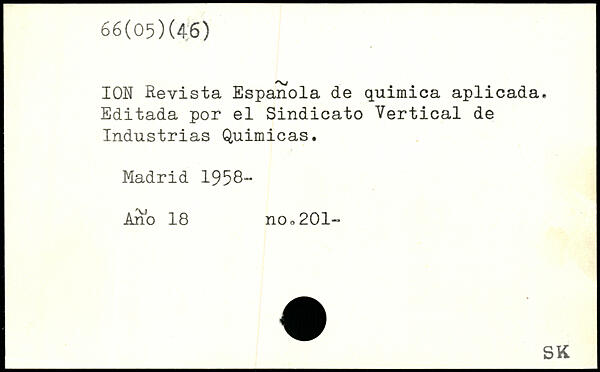 66(05)(46)
ION Revista Española de quimica aplicada.
Editada por el Sindicato Vertical de
Industrias Quimicas.
Madrid 1958-
Año 18 no.201-
SK